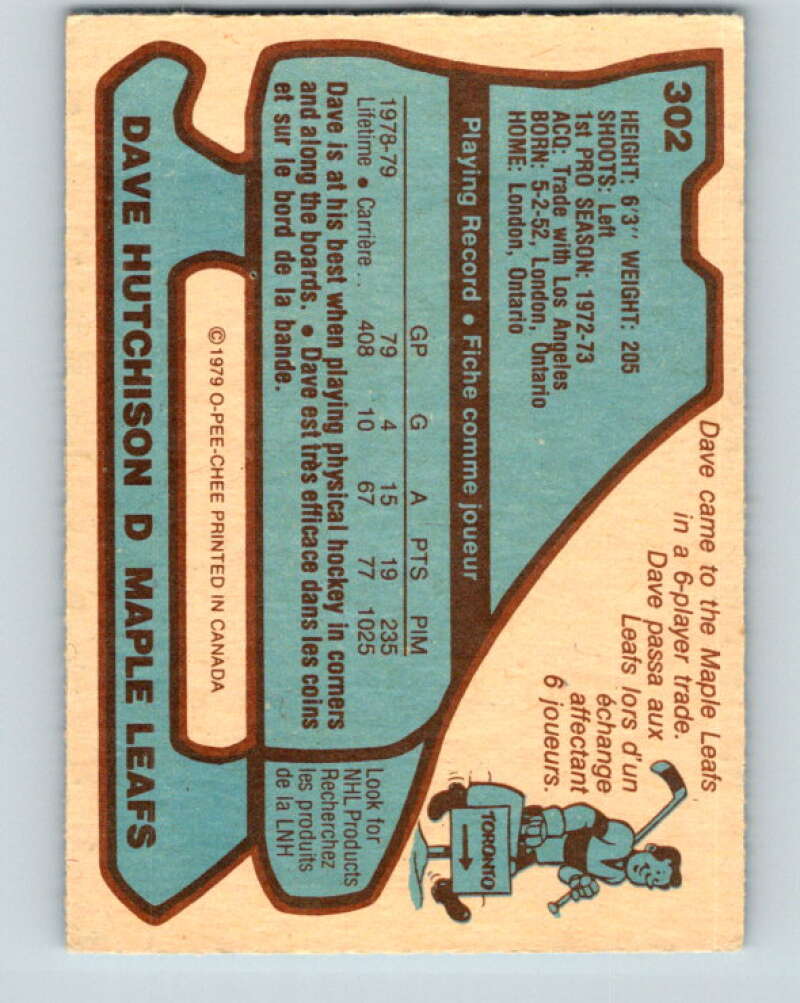 302
HEIGHT: 6'3" WEIGHT: 205
SHOOTS: Left
1st PRO SEASON: 1972-73
ACQ: Trade with Los Angeles
BORN: 5-2-52, London, Ontario
HOME: London, Ontario
Dave came to the Maple Leafs
in a 6-player trade.
Dave passa aux
Leafs lors d'un
échange
affectant
6 joueurs.
TORONTO
Playing Record • Fiche comme joueur
GP G A PTS PIM
1978-79 79 4 15 19 235
Lifetime • Carrière .. 408 10 67 77 1025
Dave is at his best when playing physical hockey in corners
and along the boards. • Dave est très efficace dans les coins
et sur le bord de la bande.
Look for
NHL Products
Recherchez
les produits
de la LNH
© 1979 O-PEE-CHEE PRINTED IN CANADA
DAVE HUTCHISON D MAPLE LEAFS